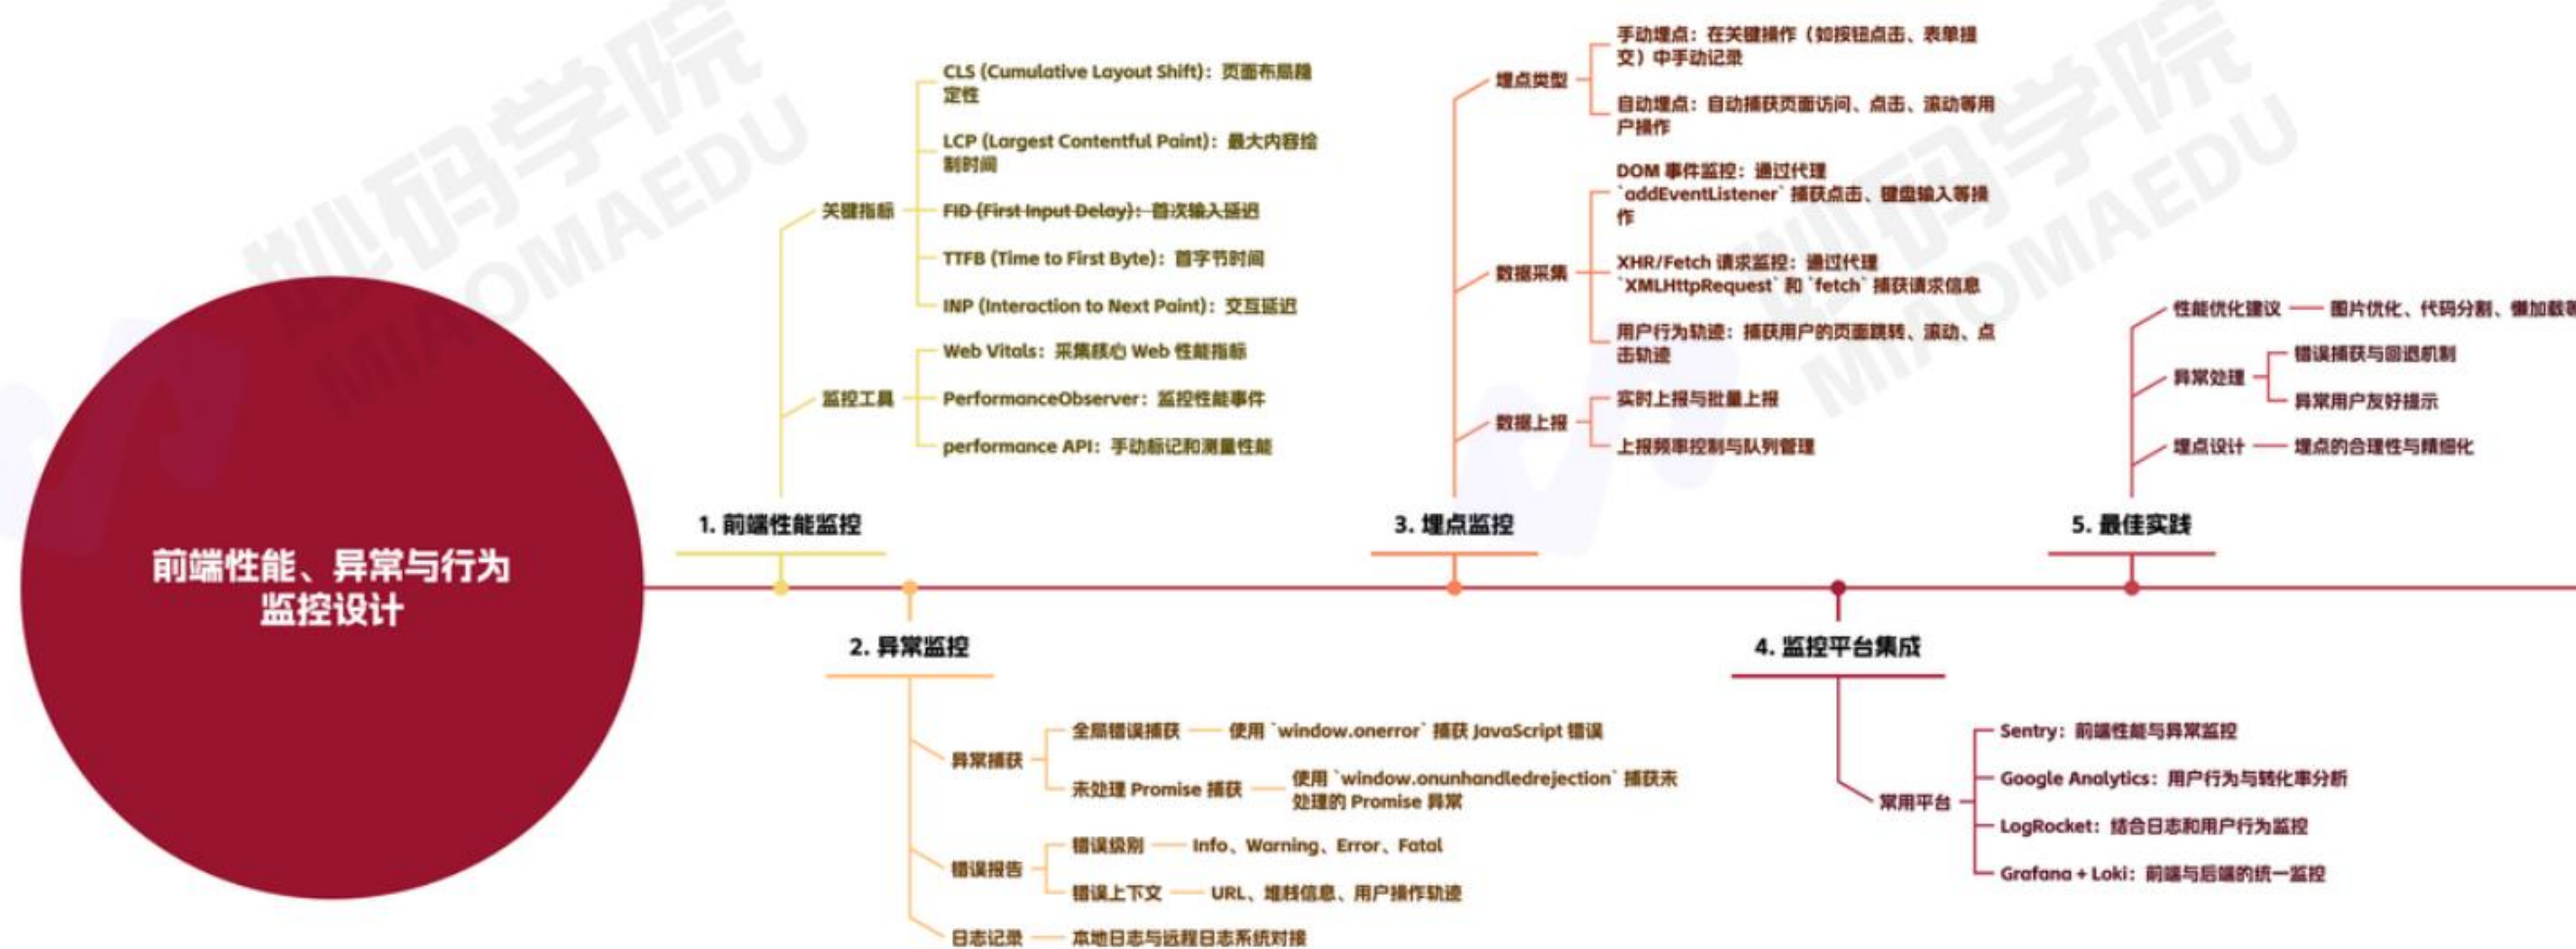 妙码学院
MIAOMAEDU
妙码学院
MIAOMAEDU
前端性能、异常与行为
监控设计
1. 前端性能监控
关键指标
CLS (Cumulative Layout Shift)：页面布局稳
定性
LCP (Largest Contentful Paint)：最大内容绘
制时间
FID (First Input Delay)：首次输入延迟
TTFB (Time to First Byte)：首字节时间
INP (Interaction to Next Paint)：交互延迟
监控工具
Web Vitals：采集核心 Web 性能指标
PerformanceObserver：监控性能事件
performance API：手动标记和测量性能
2. 异常监控
异常捕获
全局错误捕获
使用 `window.onerror` 捕获 JavaScript 错误
未处理 Promise 捕获
使用 `window.onunhandledrejection` 捕获未
处理的 Promise 异常
错误报告
错误级别
Info、Warning、Error、Fatal
错误上下文
URL、堆栈信息、用户操作轨迹
日志记录
本地日志与远程日志系统对接
3. 埋点监控
埋点类型
手动埋点：在关键操作（如按钮点击、表单提
交）中手动记录
自动埋点：自动捕获页面访问、点击、滚动等用
户操作
数据采集
DOM 事件监控：通过代理
`addEventListener` 捕获点击、键盘输入等操
作
XHR/Fetch 请求监控：通过代理
`XMLHttpRequest` 和 `fetch` 捕获请求信息
用户行为轨迹：捕获用户的页面跳转、滚动、点
击轨迹
数据上报
实时上报与批量上报
上报频率控制与队列管理
4. 监控平台集成
常用平台
Sentry：前端性能与异常监控
Google Analytics：用户行为与转化率分析
LogRocket：结合日志和用户行为监控
Grafana + Loki：前端与后端的统一监控
5. 最佳实践
性能优化建议
图片优化、代码分割、懒加载等
异常处理
错误捕获与回退机制
异常用户友好提示
埋点设计
埋点的合理性与精细化